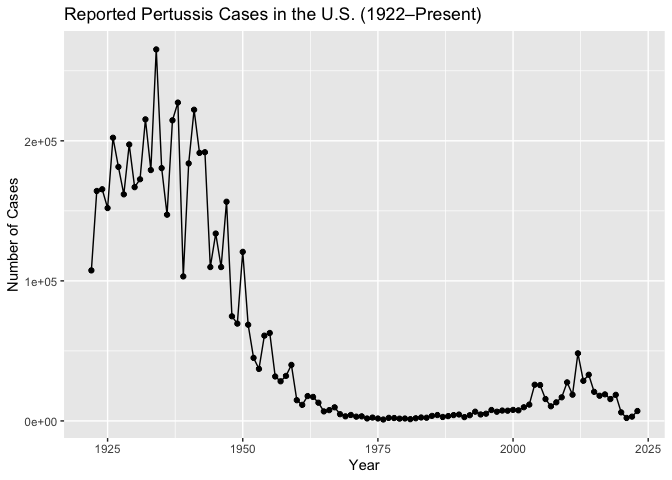 Reported Pertussis Cases in the U.S. (1922–Present)
Number of Cases
2e+05
1e+05
0e+00
1925 1950 1975 2000 2025
Year